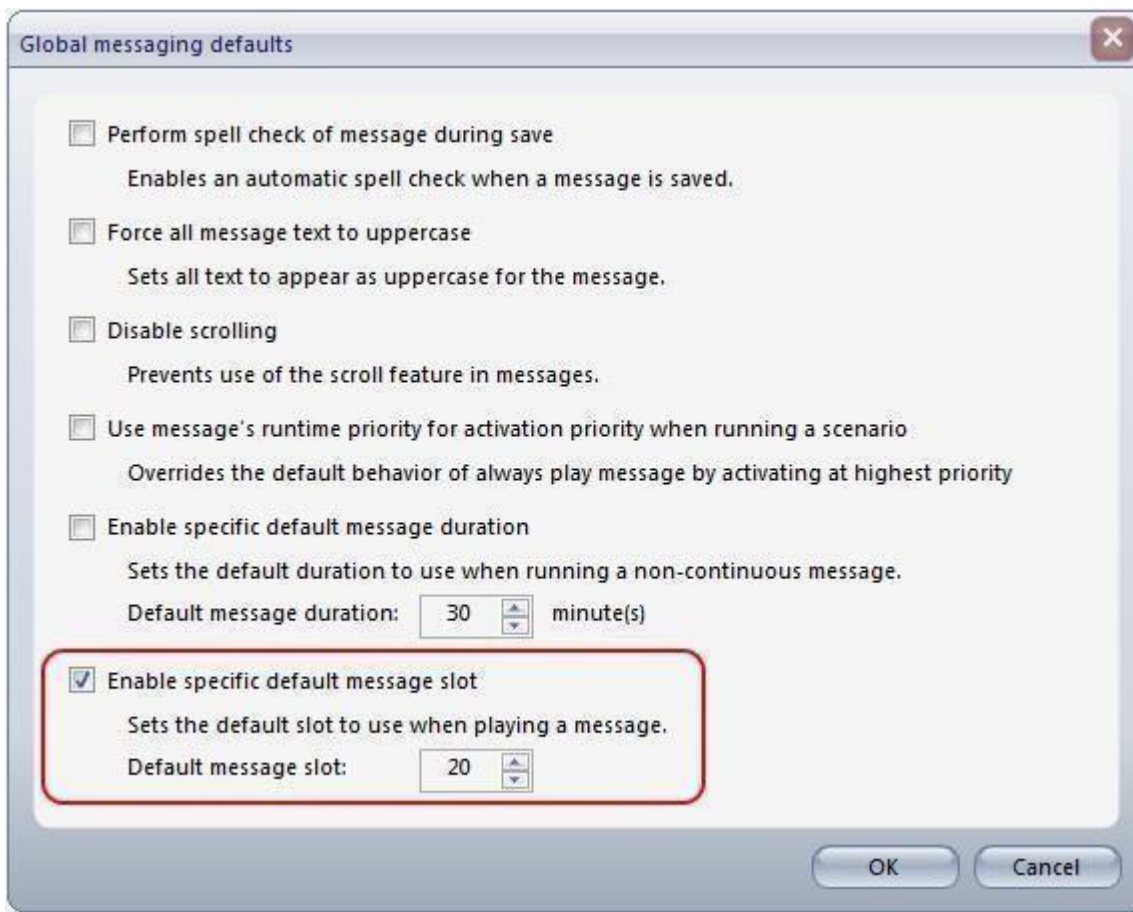 Global messaging defaults
Perform spell check of message during save
Enables an automatic spell check when a message is saved.
Force all message text to uppercase
Sets all text to appear as uppercase for the message.
Disable scrolling
Prevents use of the scroll feature in messages.
Use message's runtime priority for activation priority when running a scenario
Overrides the default behavior of always play message by activating at highest priority
Enable specific default message duration
Sets the default duration to use when running a non-continuous message.
Default message duration: 30 minute(s)
Enable specific default message slot
Sets the default slot to use when playing a message.
Default message slot: 20
OK Cancel